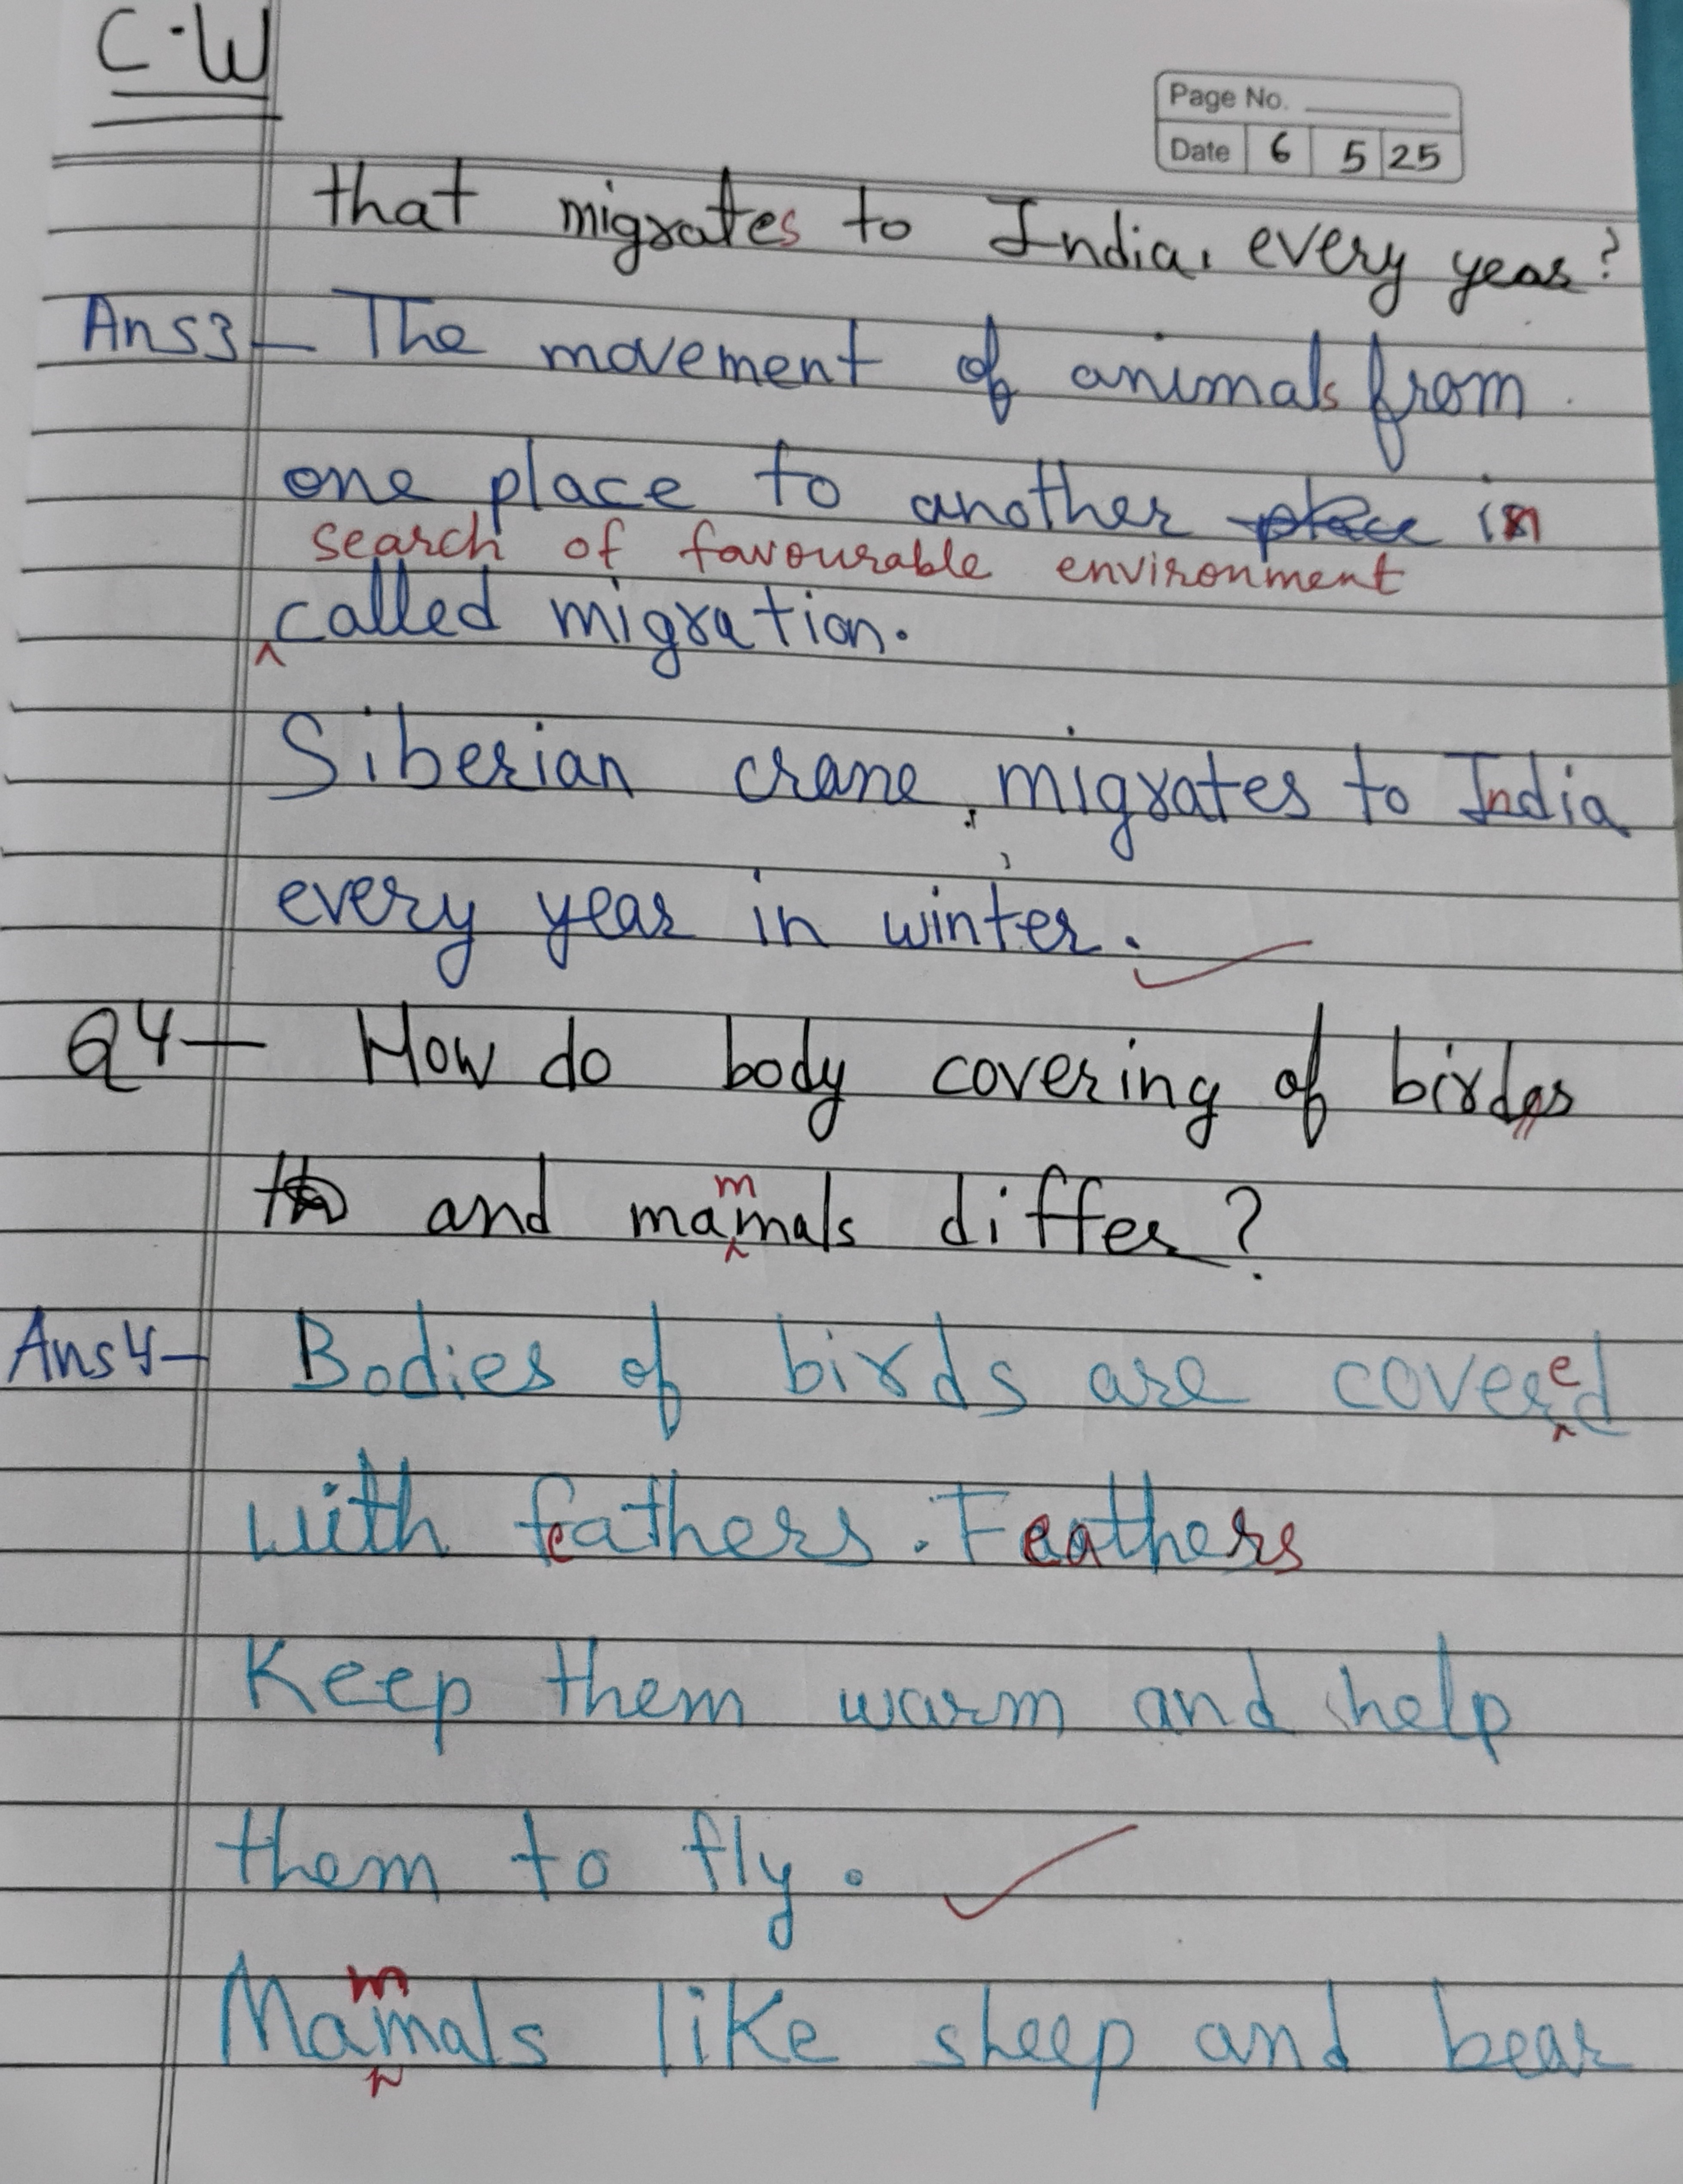 C.W
Page No.
Date 6 5 25
that migrates to India, every year?
Ans3- The movement of animals from
one place to another place in
search of favourable environment
called migration.
Siberian crane, migrates to India
every year in winter.
Q4- How do body covering of birds
and mammals differ?
Ans4- Bodies of birds are covered
with feathers. Feathers
Keep them warm and help
them to fly.
Mammals like sheep and bear